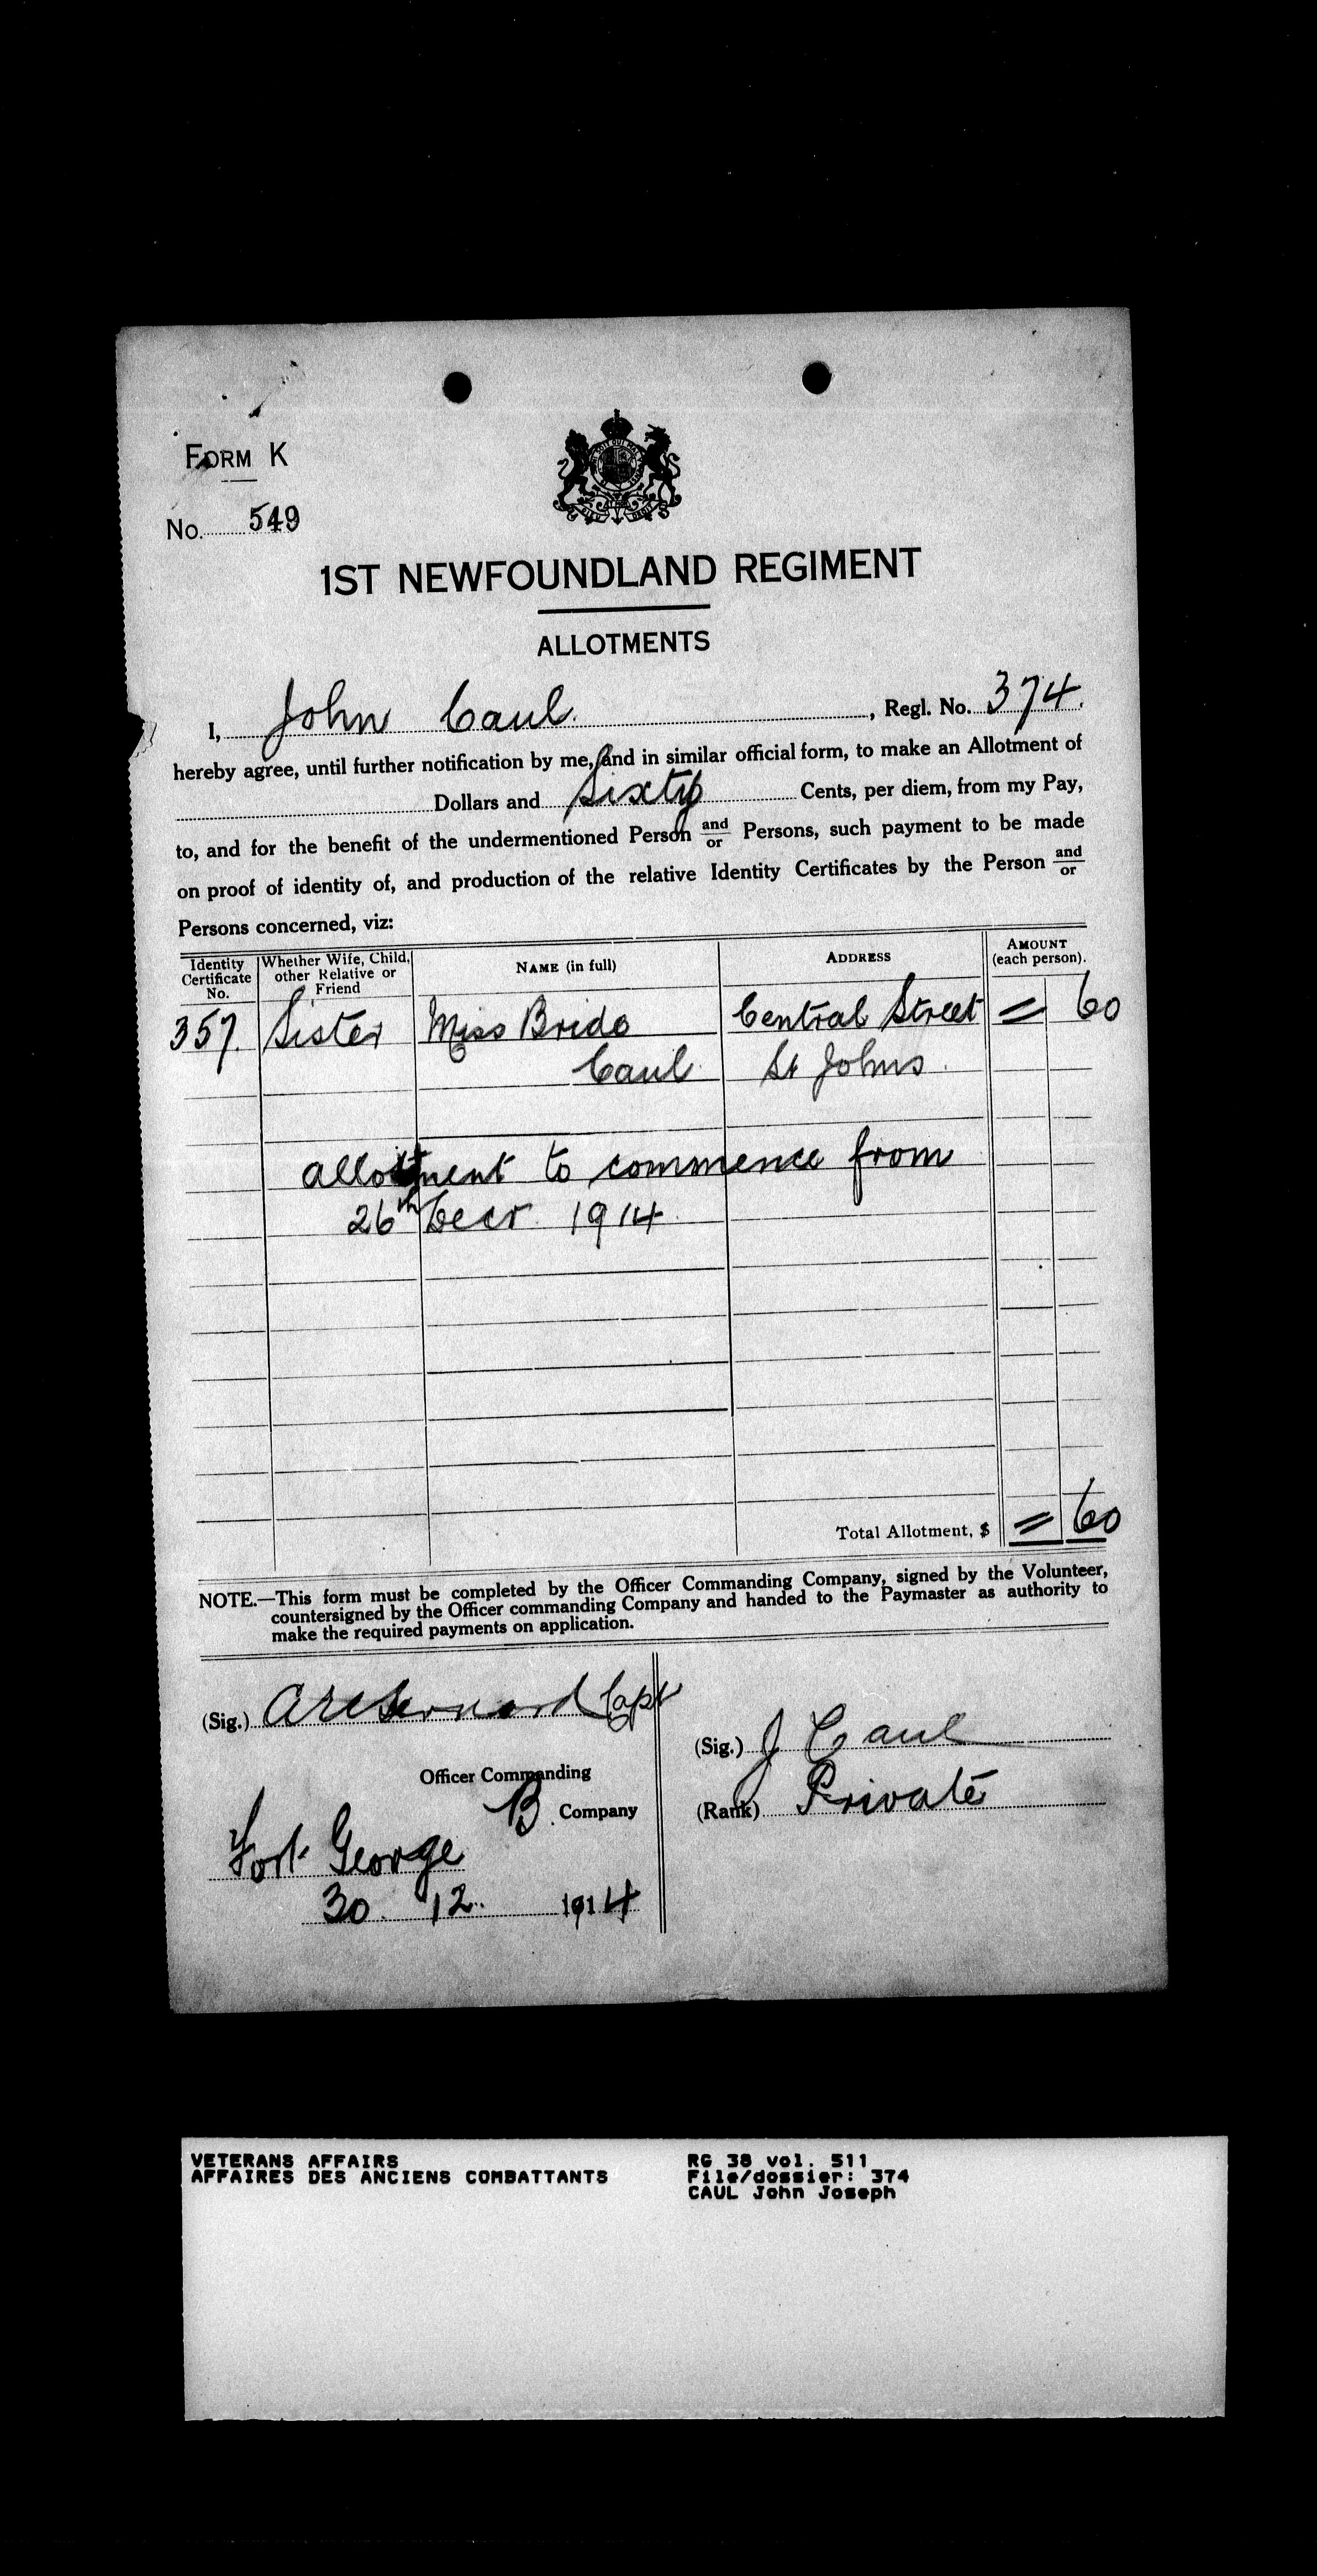 FORM K
No. 549
1ST NEWFOUNDLAND REGIMENT
ALLOTMENTS
I, John Caul , Regl. No. 374.
hereby agree, until further notification by me, and in similar official form, to make an Allotment of
Dollars and Sixty Cents, per diem, from my Pay,
to, and for the benefit of the undermentioned Person and/or Persons, such payment to be made
on proof of identity of, and production of the relative Identity Certificates by the Person and/or
Persons concerned, viz:
Identity Certificate No. Whether Wife, Child, other Relative or Friend NAME (in full) ADDRESS AMOUNT (each person).
357. Sister Miss Bride Central Street = 60
Caul St Johns
allotment to commence from
26th Decr 1914
Total Allotment, $ = 60
NOTE.—This form must be completed by the Officer Commanding Company, signed by the Volunteer,
countersigned by the Officer commanding Company and handed to the Paymaster as authority to
make the required payments on application.
(Sig.) Capt
Officer Commanding
B Company
Fort George
30. 12. 1914
(Sig.) J Caul
(Rank) Private
VETERANS AFFAIRS
AFFAIRES DES ANCIENS COMBATTANTS
RG 38 vol. 511
File/dossier: 374
CAUL John Joseph